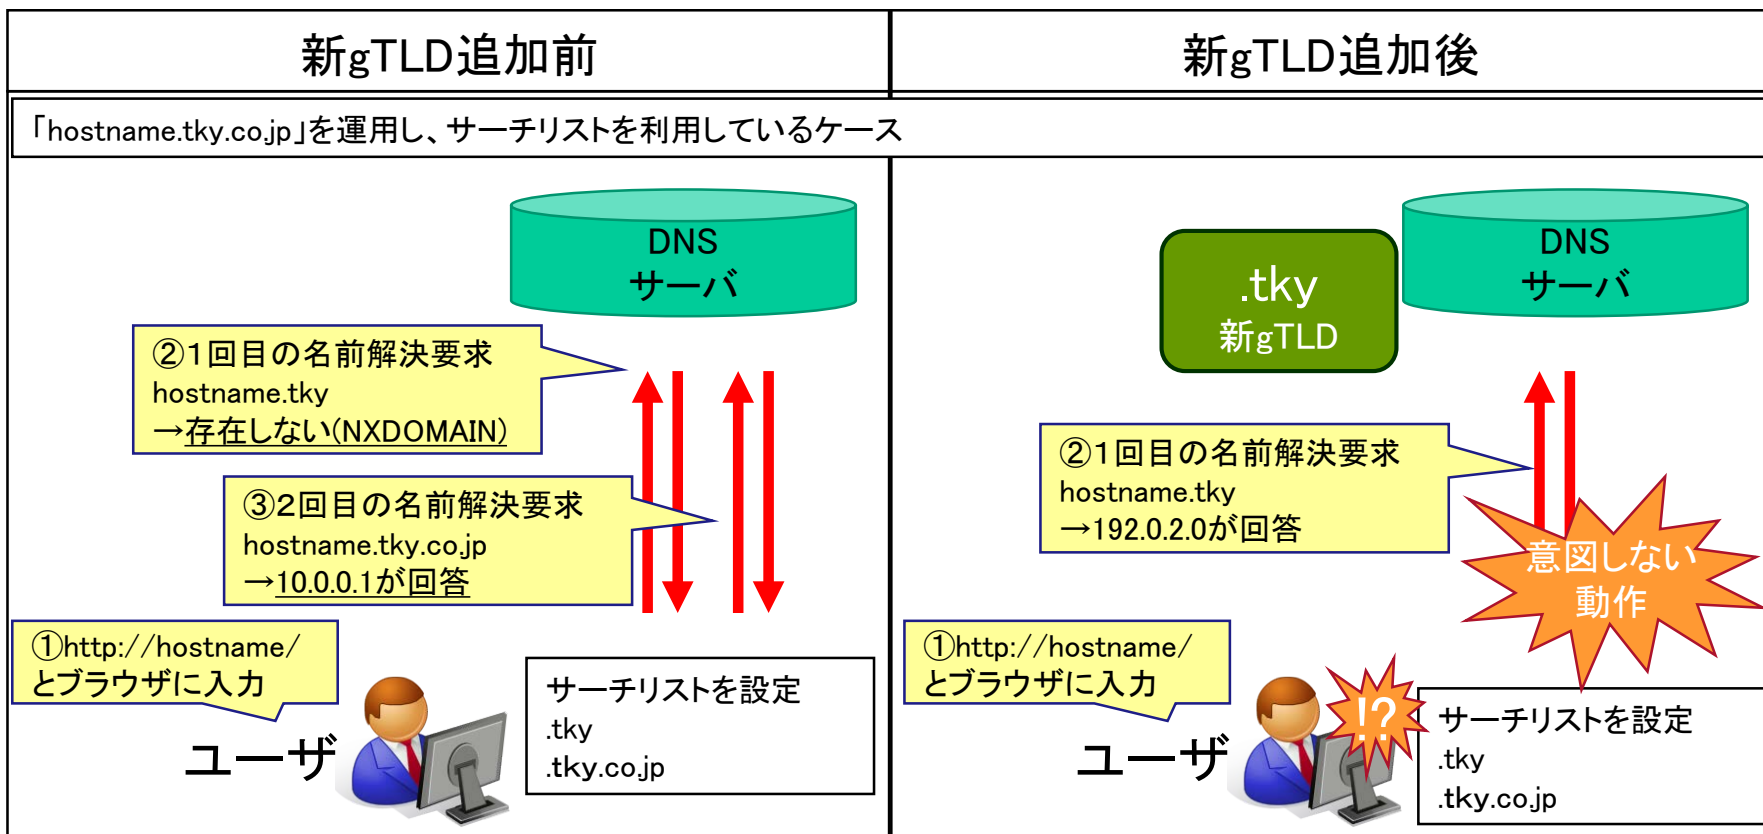 新gTLD追加前
新gTLD追加後
「hostname.tky.co.jp」を運用し、サーチリストを利用しているケース
DNS
サーバ
②1回目の名前解決要求
hostname.tky
→存在しない(NXDOMAIN)
③2回目の名前解決要求
hostname.tky.co.jp
→10.0.0.1が回答
①http://hostname/
とブラウザに入力
ユーザ
サーチリストを設定
.tky
.tky.co.jp
.tky
新gTLD
DNS
サーバ
②1回目の名前解決要求
hostname.tky
→192.0.2.0が回答
意図しない
動作
①http://hostname/
とブラウザに入力
ユーザ
!?
サーチリストを設定
.tky
.tky.co.jp